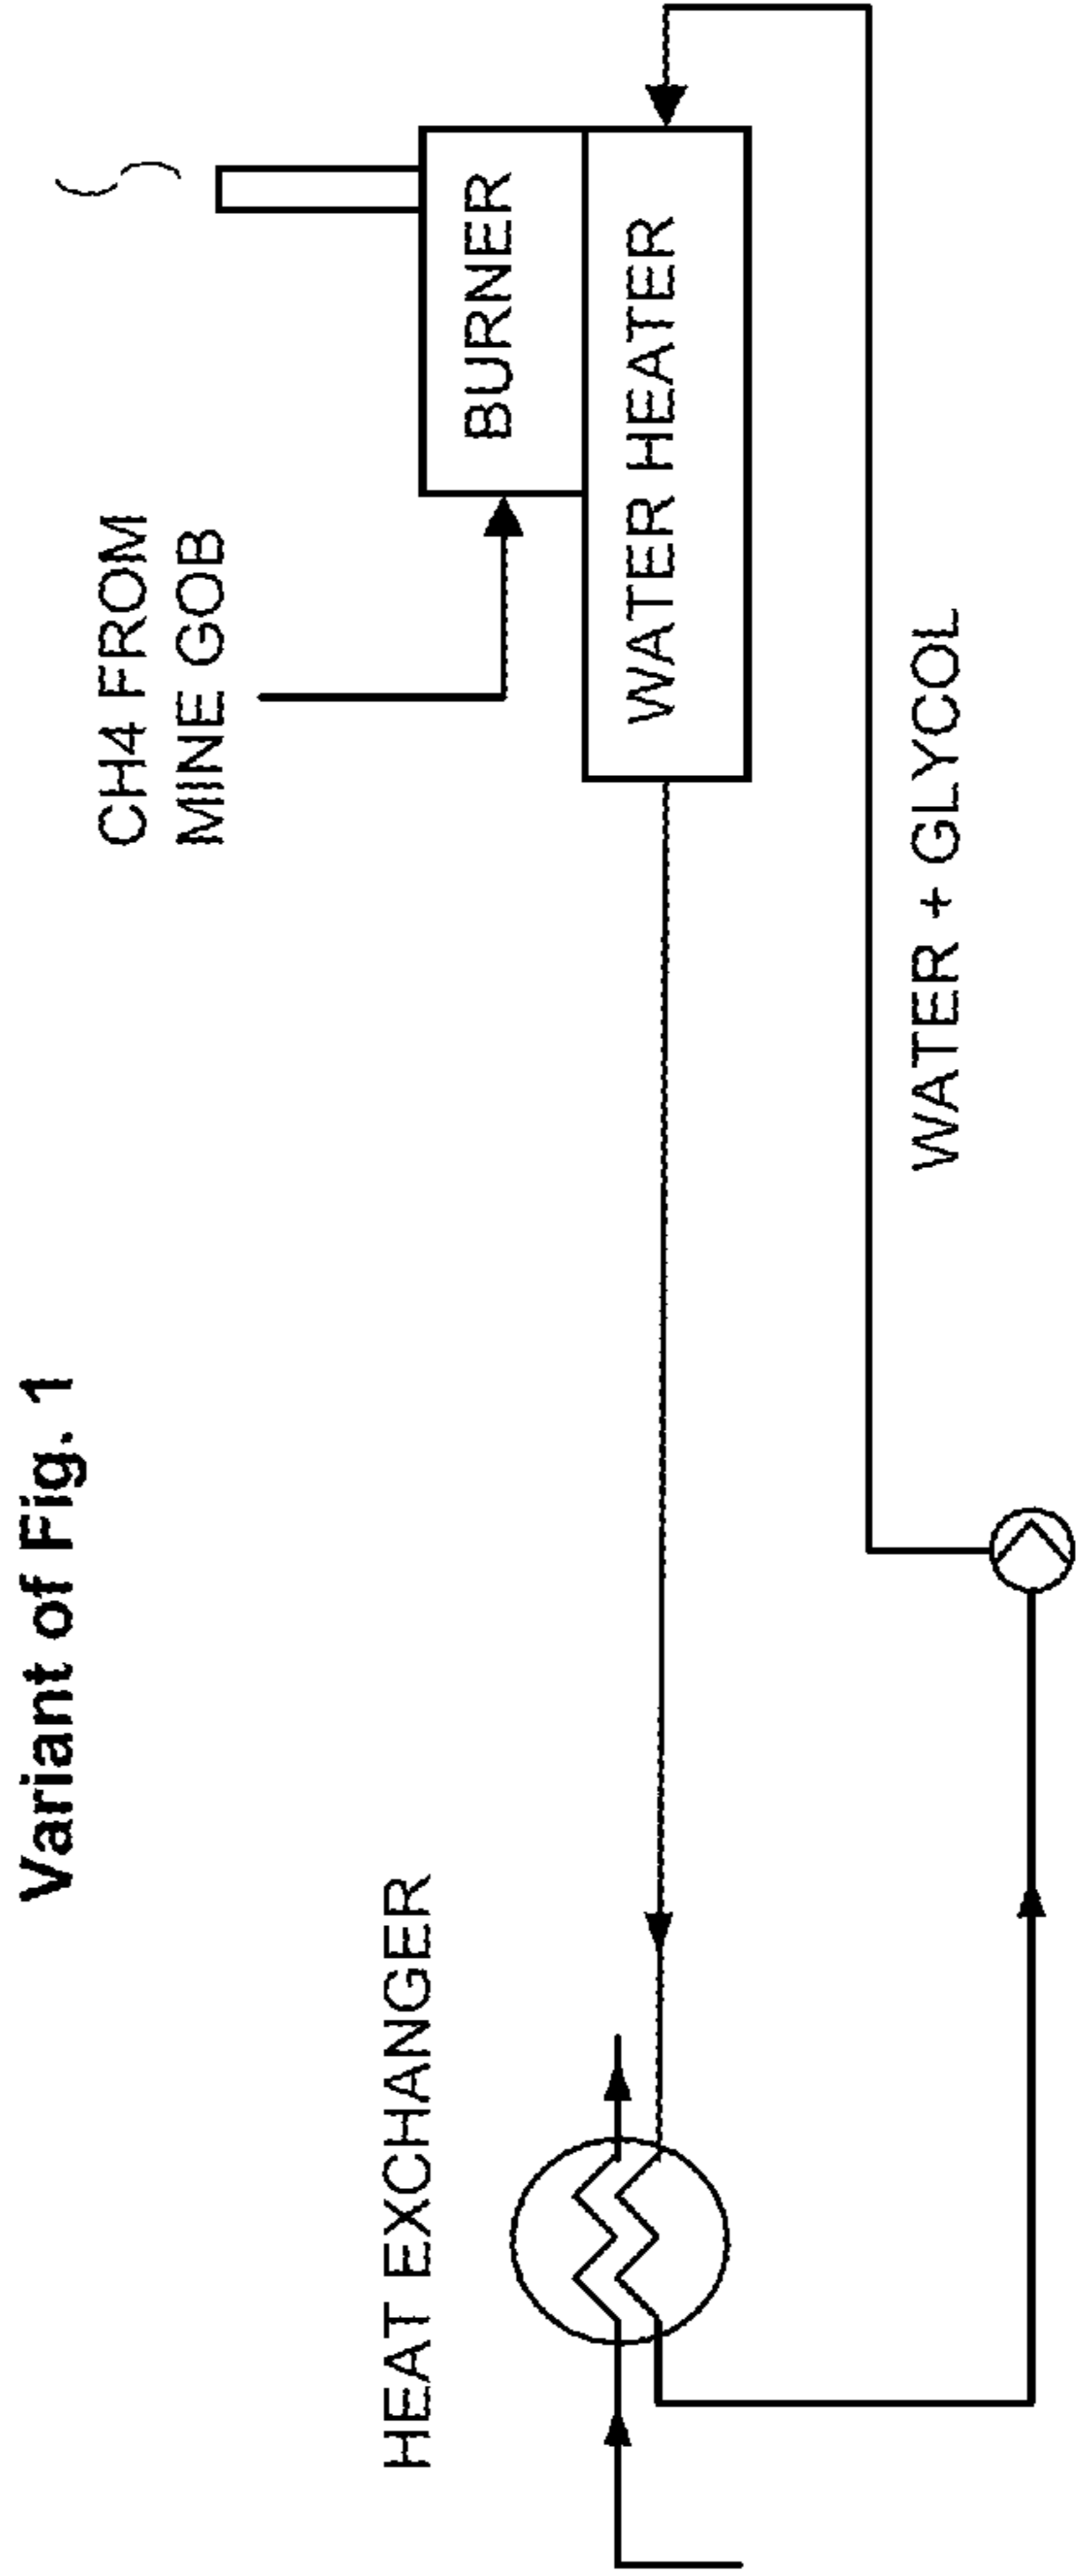 Variant of Fig. 1
CH4 FROM
MINE GOB
BURNER
HEAT EXCHANGER
WATER HEATER
WATER + GLYCOL